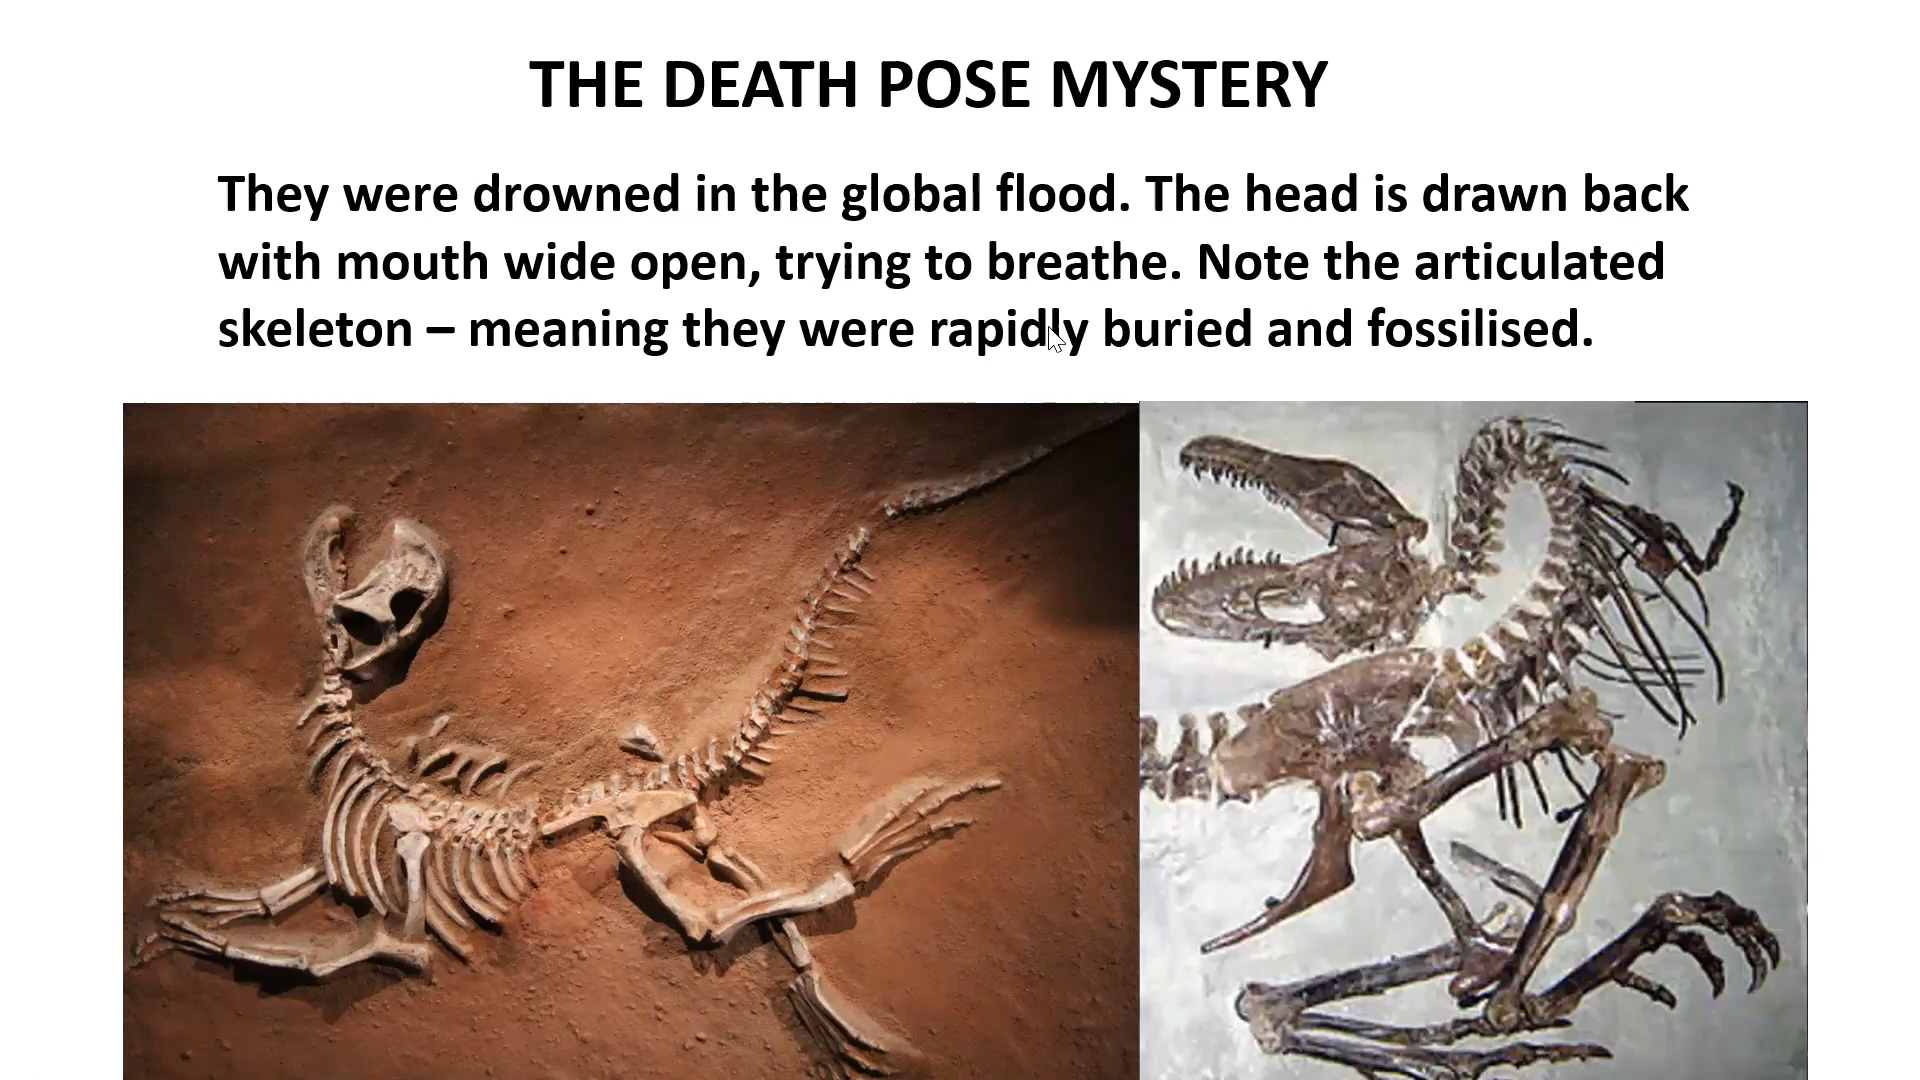 THE DEATH POSE MYSTERY
They were drowned in the global flood. The head is drawn back
with mouth wide open, trying to breathe. Note the articulated
skeleton – meaning they were rapidly buried and fossilised.